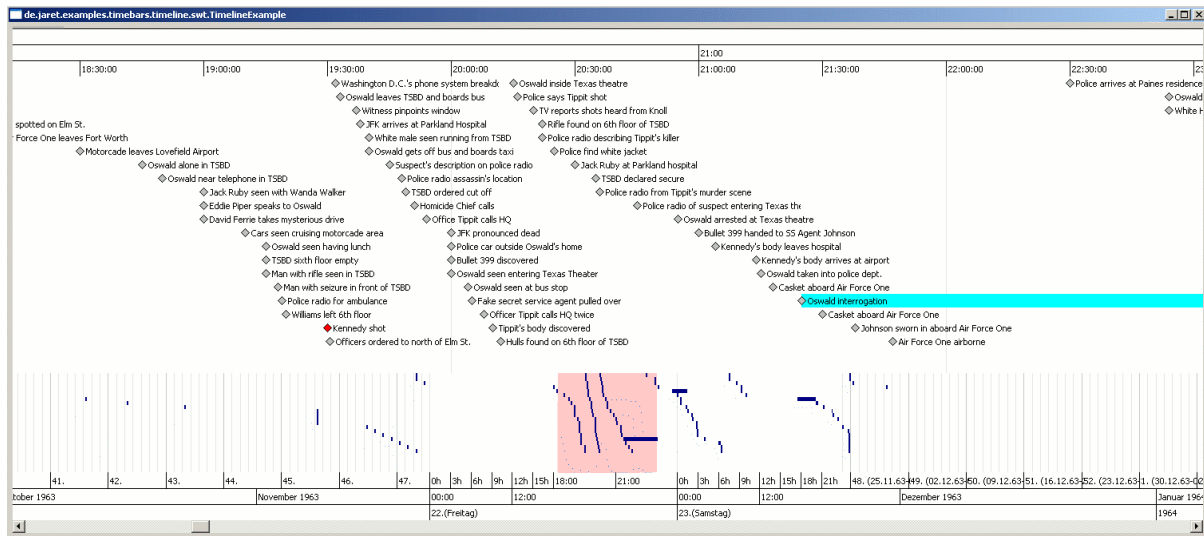 de.jaret.examples.timebars.timeline.swt.TimelineExample
21:00
18:30:00 19:00:00 19:30:00 20:00:00 20:30:00 21:00:00 21:30:00 22:00:00 22:30:00 23
Washington D.C.'s phone system breakdo Oswald inside Texas theatre Police arrives at Paines residence
Oswald leaves TSBD and boards bus Police says Tippit shot Oswald
Witness pinpoints window TV reports shots heard from Knoll White H
spotted on Elm St. JFK arrives at Parkland Hospital Rifle found on 6th floor of TSBD
Force One leaves Fort Worth White male seen running from TSBD Police radio describing Tippit's killer
Motorcade leaves Lovefield Airport Oswald gets off bus and boards taxi Police find white jacket
Oswald alone in TSBD Suspect's description on police radio Jack Ruby at Parkland hospital
Oswald near telephone in TSBD Police radio assassin's location TSBD declared secure
Jack Ruby seen with Wanda Walker TSBD ordered cut off Police radio from Tippit's murder scene
Eddie Piper speaks to Oswald Homicide Chief calls Police radio of suspect entering Texas the
David Ferrie takes mysterious drive Office Tippit calls HQ Oswald arrested at Texas theatre
Cars seen cruising motorcade area JFK pronounced dead Bullet 399 handed to SS Agent Johnson
Oswald seen having lunch Police car outside Oswald's home Kennedy's body leaves hospital
TSBD sixth floor empty Bullet 399 discovered Kennedy's body arrives at airport
Man with rifle seen in TSBD Oswald seen entering Texas Theater Oswald taken into police dept.
Man with seizure in front of TSBD Oswald seen at bus stop Casket aboard Air Force One
Police radio for ambulance Fake secret service agent pulled over Oswald interrogation
Williams left 6th floor Officer Tippit calls HQ twice Casket aboard Air Force One
Kennedy shot Tippit's body discovered Johnson sworn in aboard Air Force One
Officers ordered to north of Elm St. Hulls found on 6th floor of TSBD Air Force One airborne
41. 42. 43. 44. 45. 46. 47. 0h 3h 6h 9h 12h 15h 18:00 21:00 0h 3h 6h 9h 12h 15h 18h 21h 48. (25.11.63- 49. (02.12.63- 50. (09.12.63- 51. (16.12.63- 52. (23.12.63- 1. (30.12.63-
tober 1963 November 1963 00:00 12:00 00:00 12:00 Dezember 1963 Januar 1964
22.(Freitag) 23.(Samstag) 1964